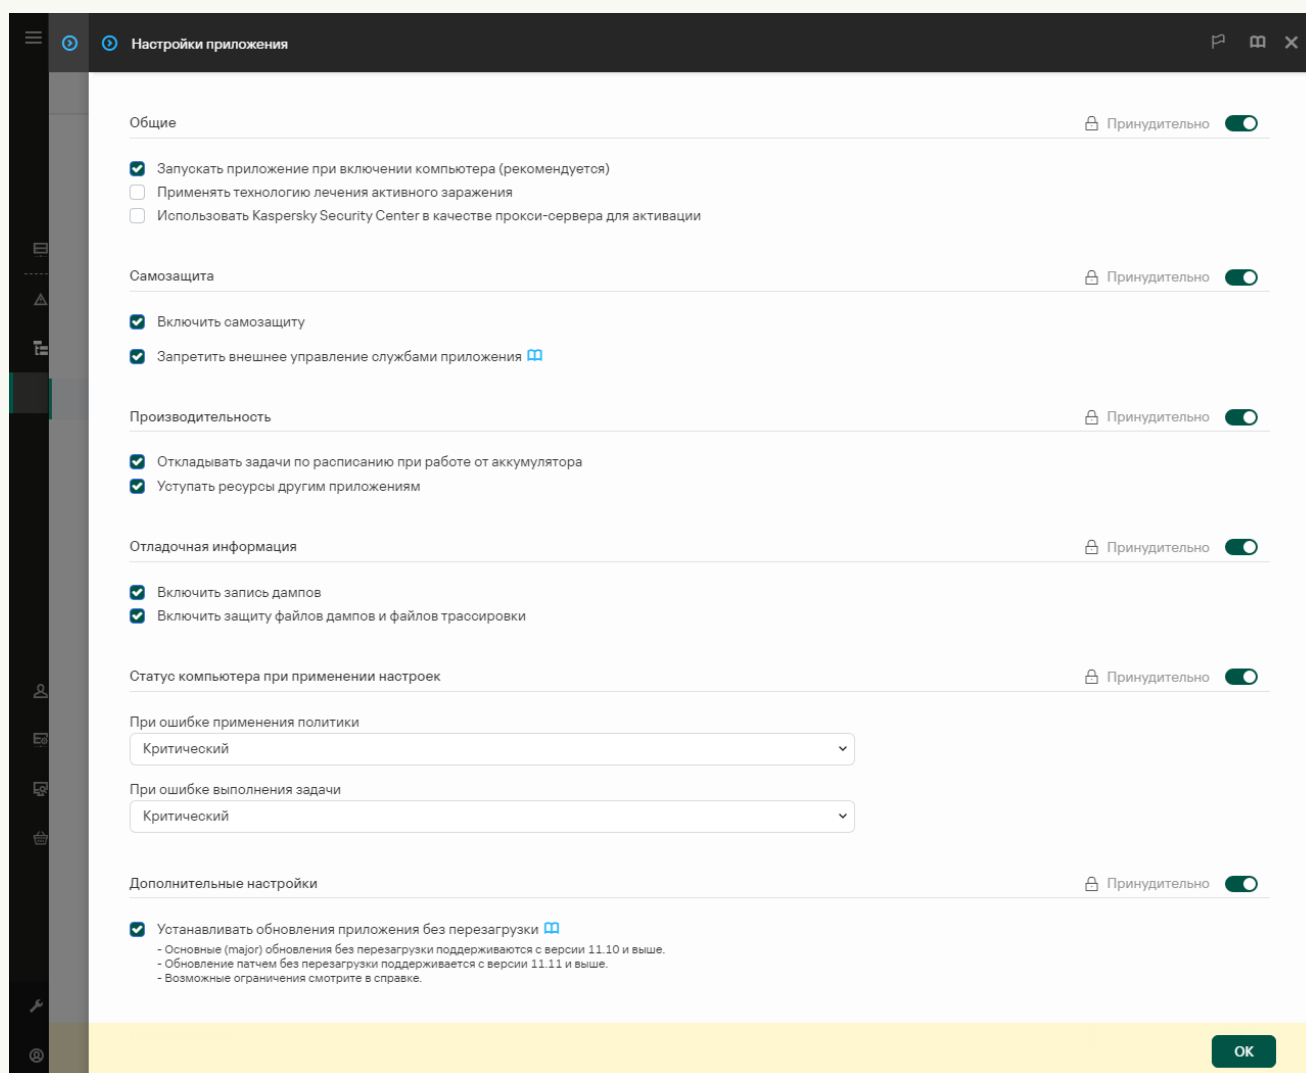 Настройки приложения
Общие
Принудительно
Запускать приложение при включении компьютера (рекомендуется)
Применять технологию лечения активного заражения
Использовать Kaspersky Security Center в качестве прокси-сервера для активации
Самозащита
Принудительно
Включить самозащиту
Запретить внешнее управление службами приложения
Производительность
Принудительно
Откладывать задачи по расписанию при работе от аккумулятора
Уступать ресурсы другим приложениям
Отладочная информация
Принудительно
Включить запись дампов
Включить защиту файлов дампов и файлов трассировки
Статус компьютера при применении настроек
Принудительно
При ошибке применения политики
Критический
При ошибке выполнения задачи
Критический
Дополнительные настройки
Принудительно
Устанавливать обновления приложения без перезагрузки
- Основные (major) обновления без перезагрузки поддерживаются с версии 11.10 и выше.
- Обновление патчем без перезагрузки поддерживается с версии 11.11 и выше.
- Возможные ограничения смотрите в справке.
OK